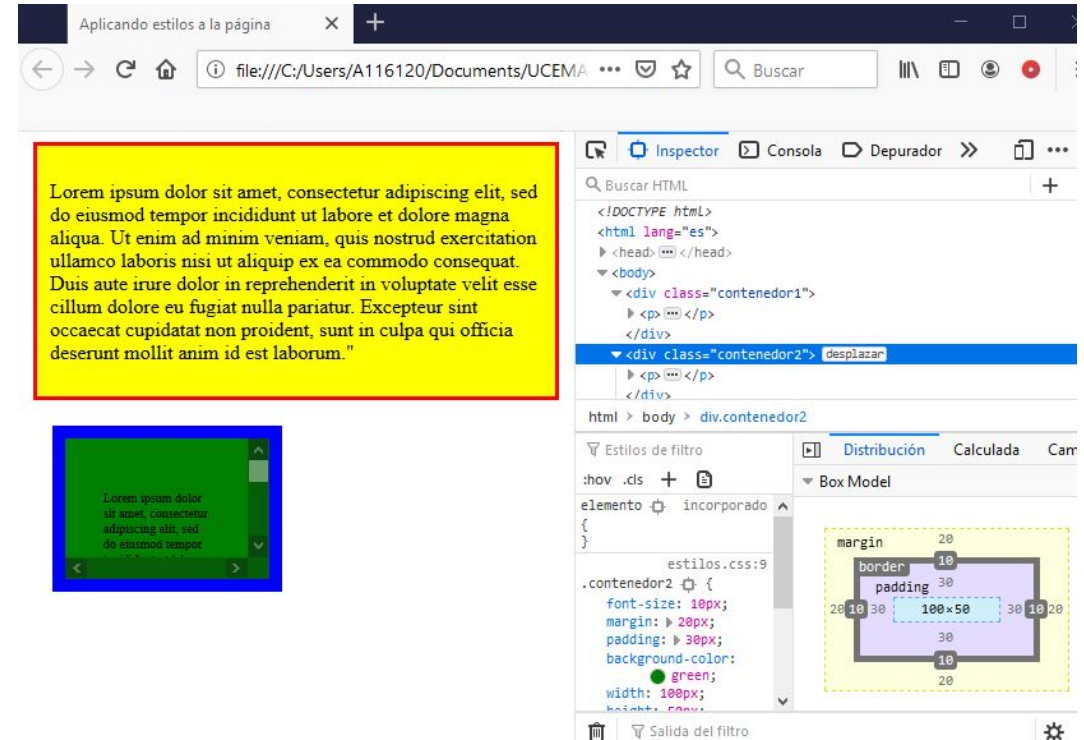 Aplicando estilos a la página
file:///C:/Users/A116120/Documents/UCEMA
Buscar
Lorem ipsum dolor sit amet, consectetur adipiscing elit, sed
do eiusmod tempor incididunt ut labore et dolore magna
aliqua. Ut enim ad minim veniam, quis nostrud exercitation
ullamco laboris nisi ut aliquip ex ea commodo consequat.
Duis aute irure dolor in reprehenderit in voluptate velit esse
cillum dolore eu fugiat nulla pariatur. Excepteur sint
occaecat cupidatat non proident, sunt in culpa qui officia
deserunt mollit anim id est laborum."
Lorem ipsum dolor
sit amet, consectetur
adipiscing elit, sed
do eiusmod tempor
Inspector Consola Depurador
Buscar HTML
<!DOCTYPE html>
<html lang="es">
<head> </head>
<body>
<div class="contenedor1">
<p> </p>
</div>
<div class="contenedor2"> desplazar
<p> </p>
</div>
html > body > div.contenedor2
Estilos de filtro
:hov .cls +
elemento incorporado
{
}
estilos.css:9
.contenedor2 {
font-size: 10px;
margin: 20px;
padding: 30px;
background-color:
green;
width: 100px;
height: 50px;
Distribución Calculada Cam
Box Model
margin 20
border 10
padding 30
20 10 30 100×50 30 10 20
30
10
20
Salida del filtro